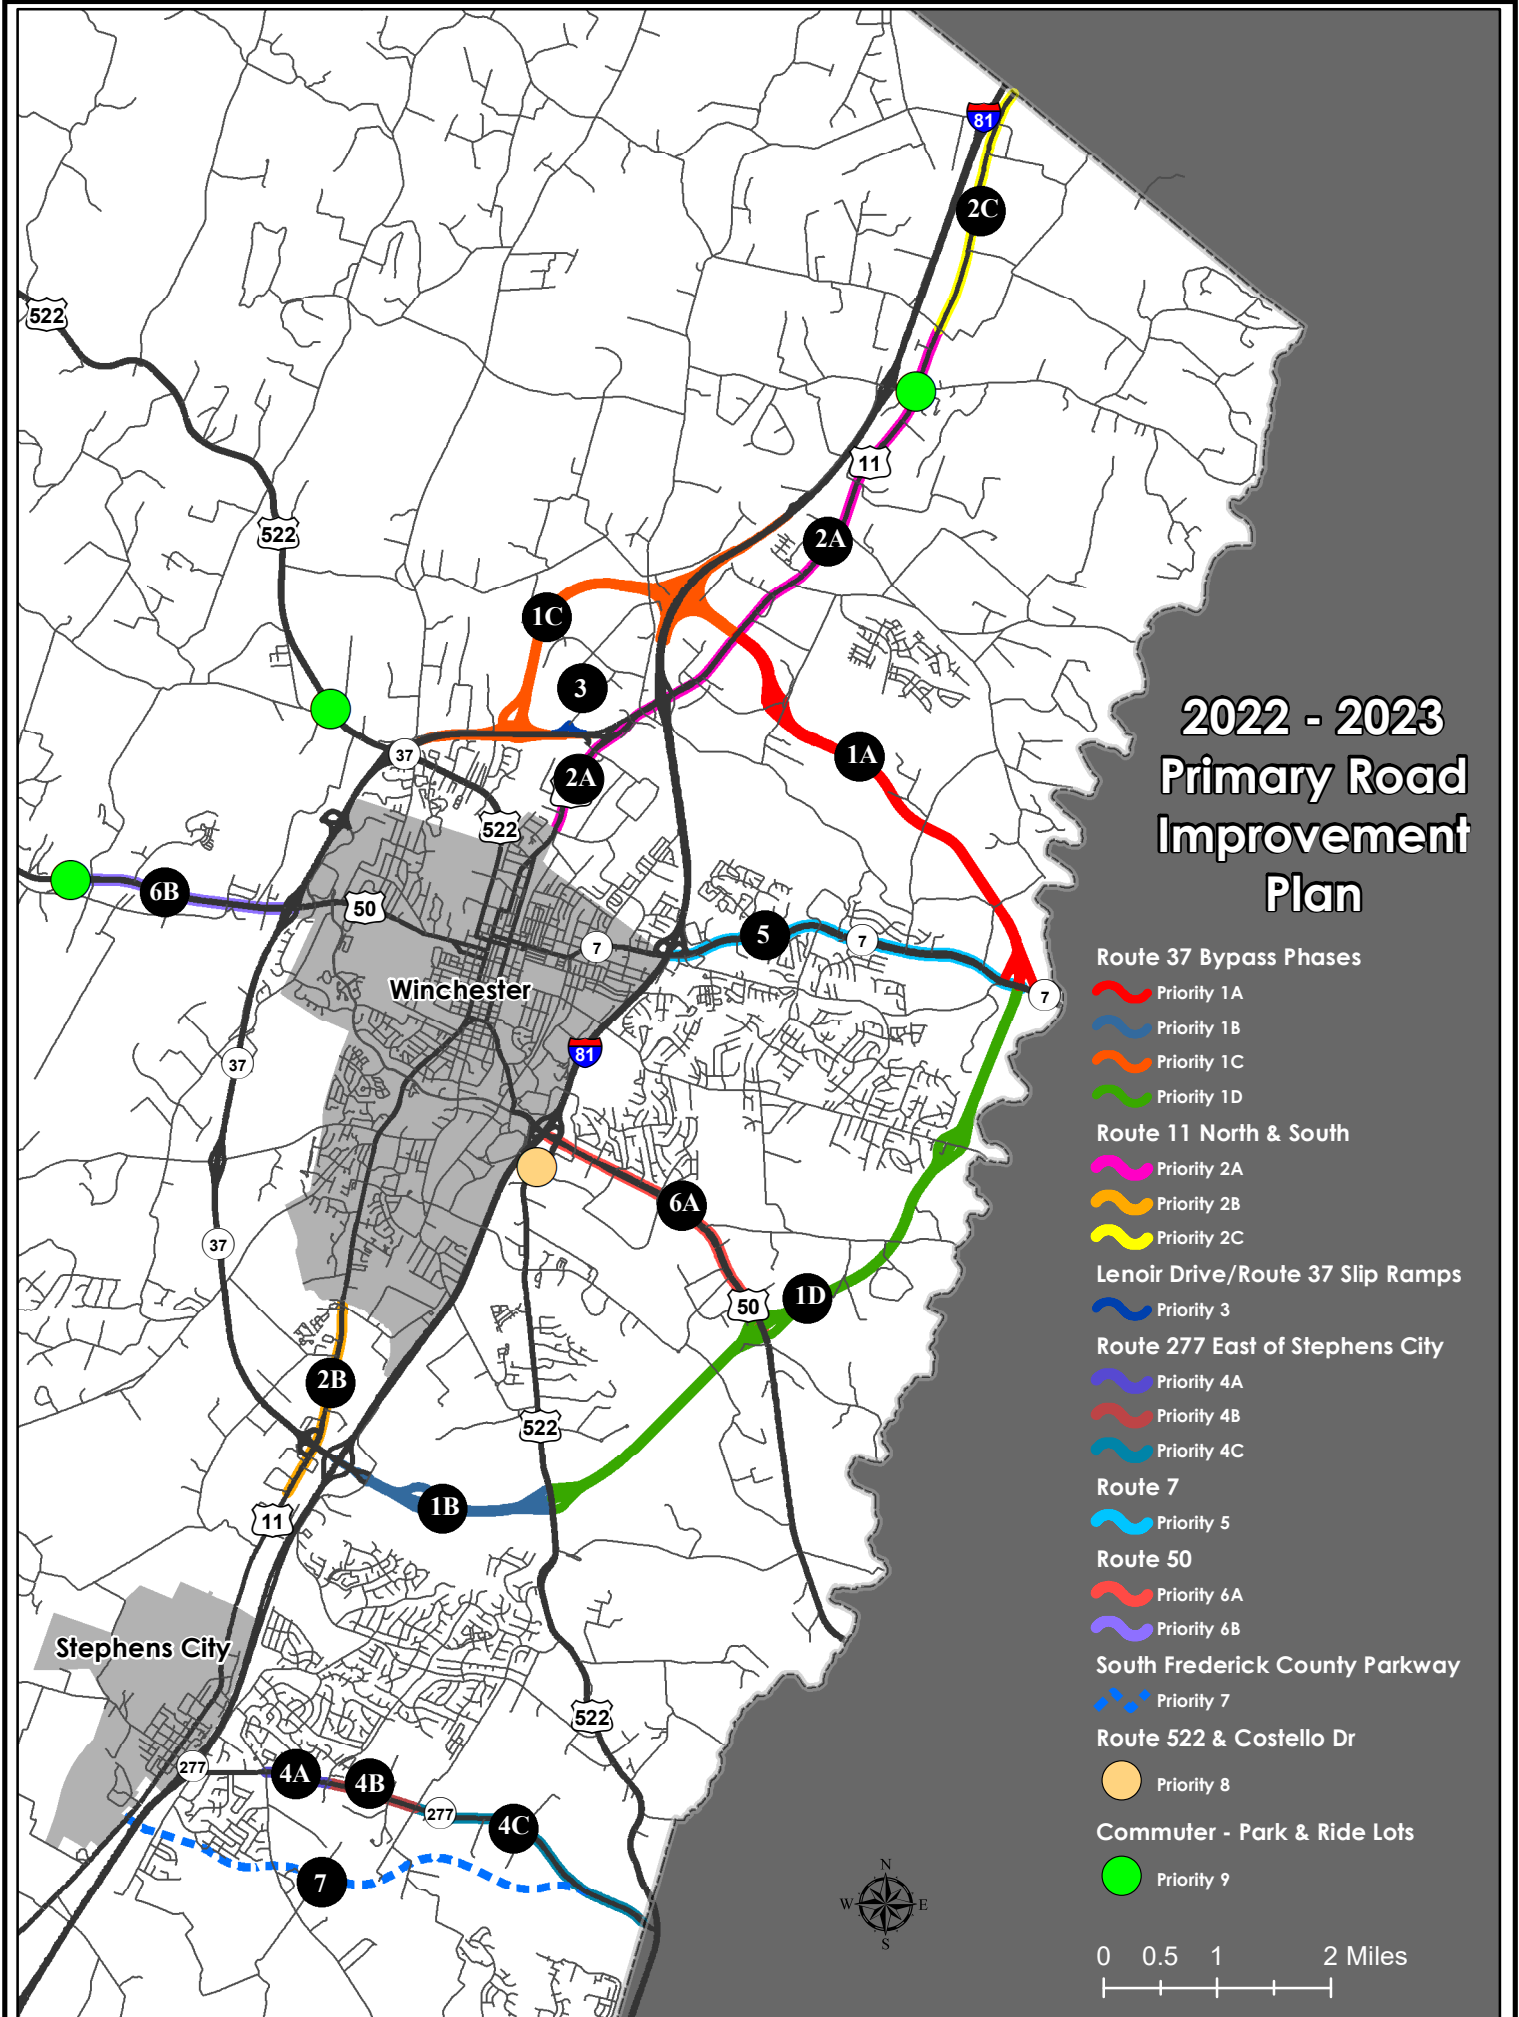 81
2C
522
11
522
2A
1C
3
37
2A
1A
522
6B
50
5
7
7
Winchester
7
81
37
6A
37
50
1D
2B
522
1B
11
Stephens City
522
277
4A
4B
277
4C
7
N
W
E
S
2022 - 2023
Primary Road
Improvement
Plan
Route 37 Bypass Phases
Priority 1A
Priority 1B
Priority 1C
Priority 1D
Route 11 North & South
Priority 2A
Priority 2B
Priority 2C
Lenoir Drive/Route 37 Slip Ramps
Priority 3
Route 277 East of Stephens City
Priority 4A
Priority 4B
Priority 4C
Route 7
Priority 5
Route 50
Priority 6A
Priority 6B
South Frederick County Parkway
Priority 7
Route 522 & Costello Dr
Priority 8
Commuter - Park & Ride Lots
Priority 9
0 0.5 1 2 Miles